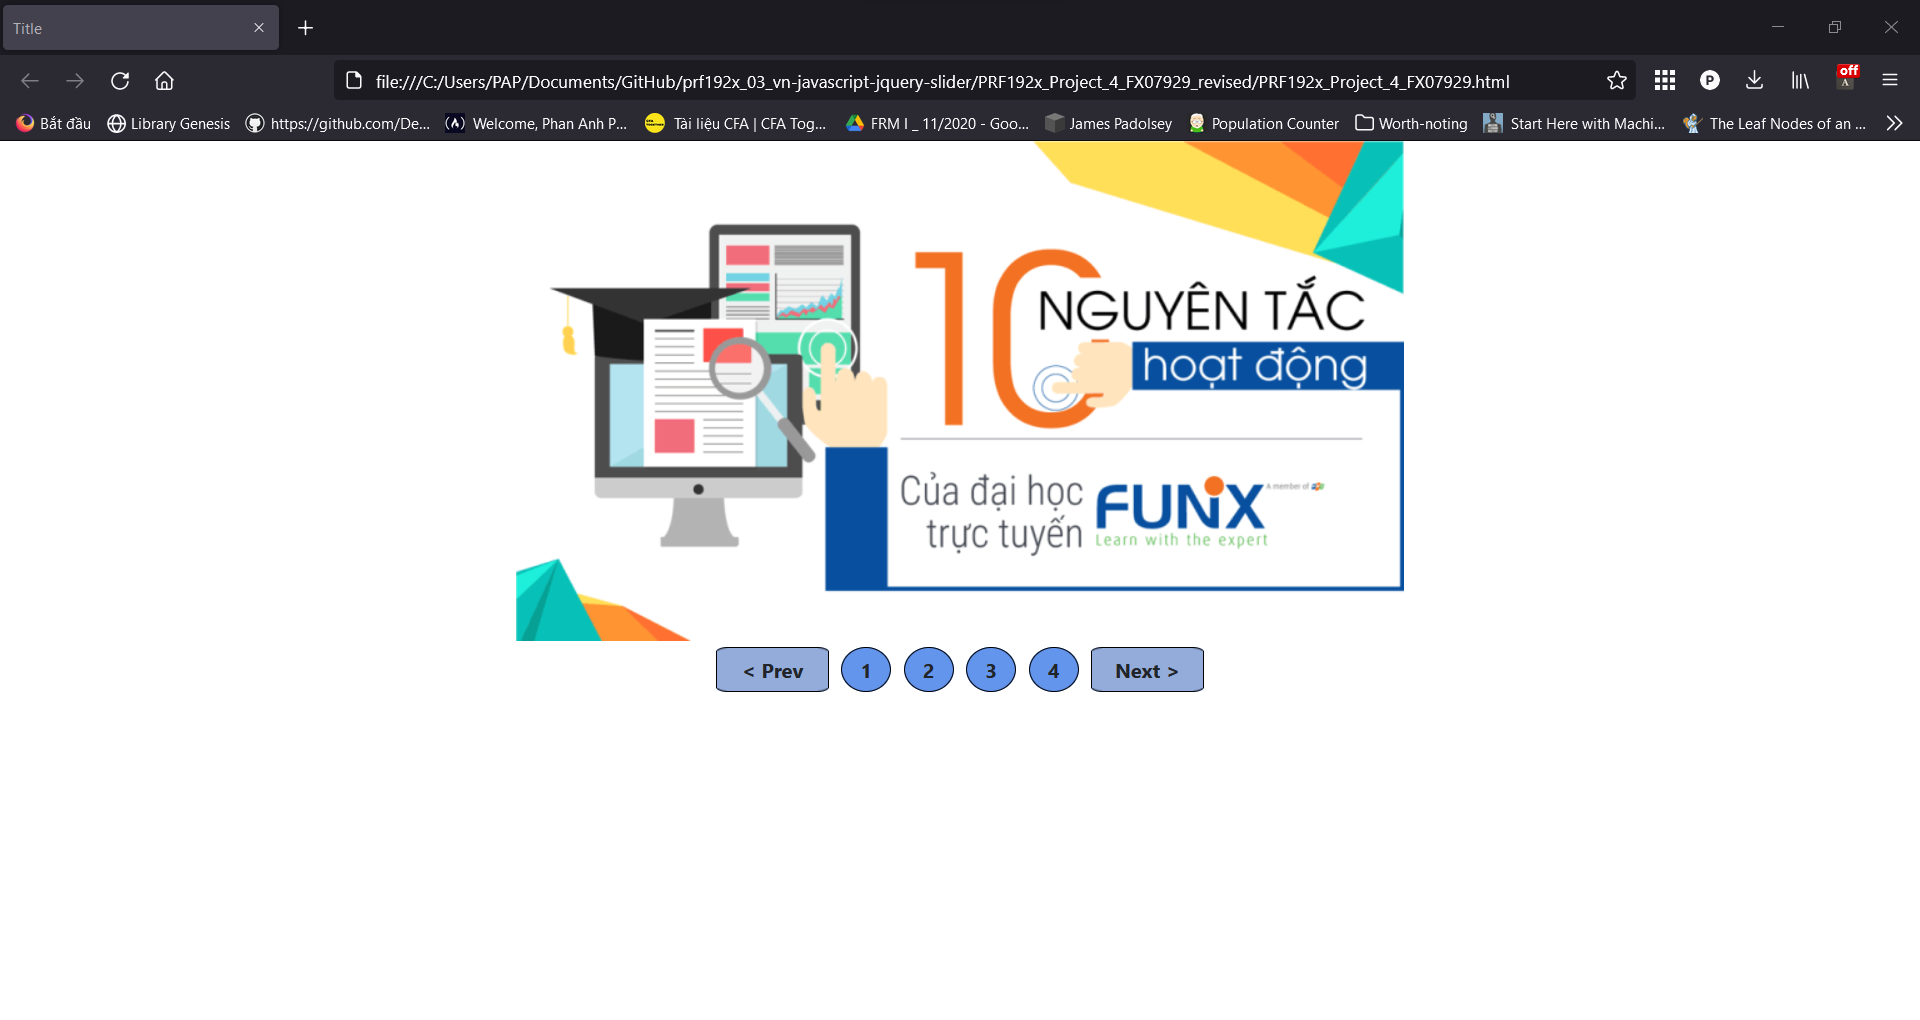 Title
file:///C:/Users/PAP/Documents/GitHub/prf192x_03_vn-javascript-jquery-slider/PRF192x_Project_4_FX07929_revised/PRF192x_Project_4_FX07929.html
P
off
A
Bắt đầu
Library Genesis
https://github.com/De...
Welcome, Phan Anh P...
Tài liệu CFA | CFA Tog...
FRM I _ 11/2020 - Goo...
James Padolsey
Population Counter
Worth-noting
Start Here with Machi...
The Leaf Nodes of an ...
10
NGUYÊN TẮC
hoạt động
Của đại học
trực tuyến
FUNiX
A member of
Learn with the expert
< Prev
1
2
3
4
Next >